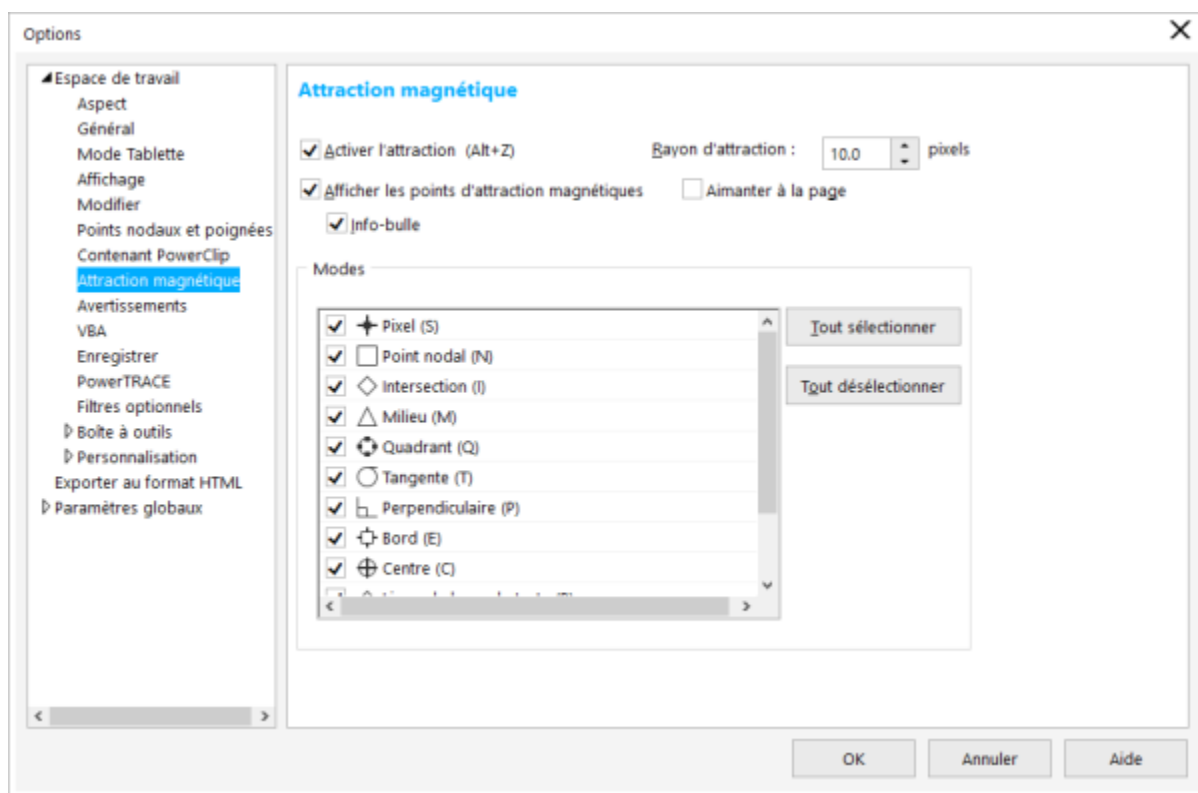 Options
Espace de travail
Aspect
Général
Mode Tablette
Affichage
Modifier
Points nodaux et poignées
Contenant PowerClip
Attraction magnétique
Avertissements
VBA
Enregistrer
PowerTRACE
Filtres optionnels
Boîte à outils
Personnalisation
Exporter au format HTML
Paramètres globaux
Attraction magnétique
Activer l'attraction (Alt+Z)
Rayon d'attraction : 10.0 pixels
Afficher les points d'attraction magnétiques
Aimanter à la page
Info-bulle
Modes
Pixel (S)
Point nodal (N)
Intersection (I)
Milieu (M)
Quadrant (Q)
Tangente (T)
Perpendiculaire (P)
Bord (E)
Centre (C)
Tout sélectionner
Tout désélectionner
OK
Annuler
Aide